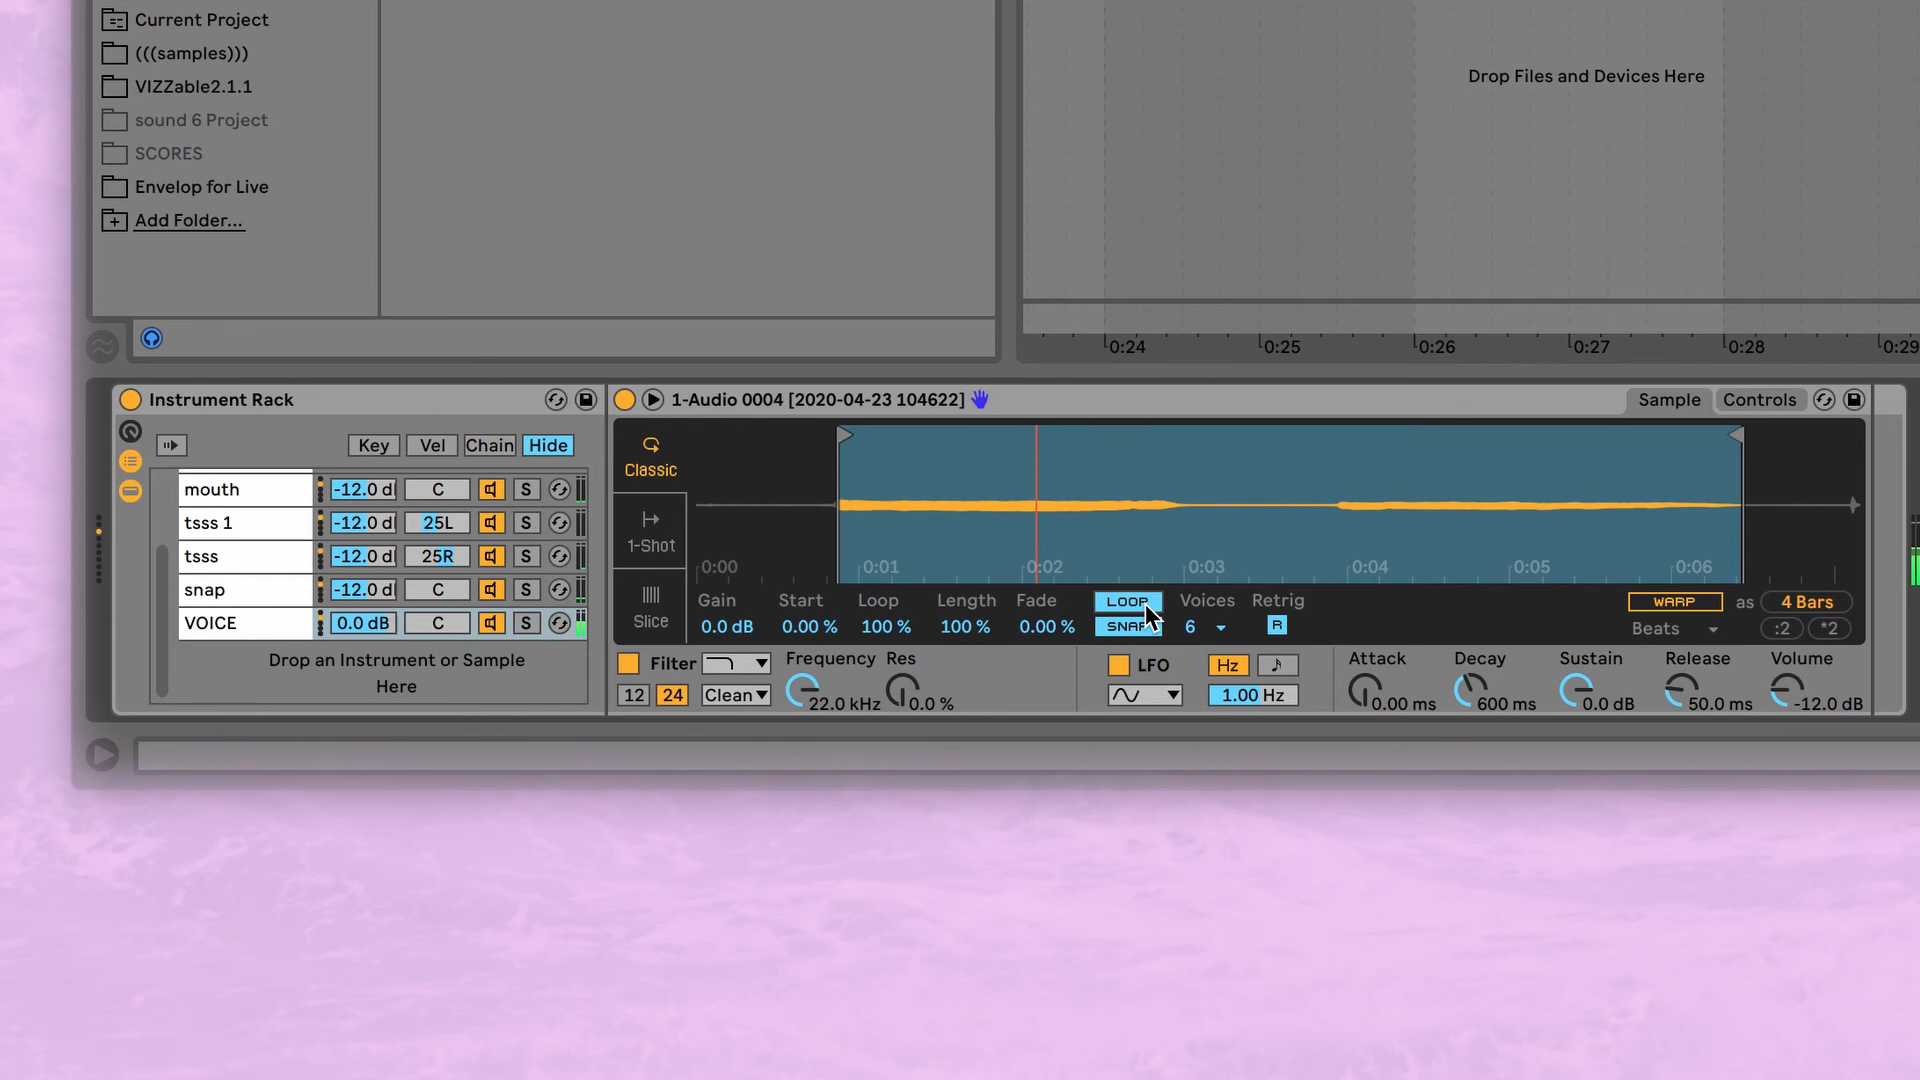 Current Project
(((samples)))
VIZZable2.1.1
sound 6 Project
SCORES
Envelop for Live
Add Folder...
Drop Files and Devices Here
0:24 0:25 0:26 0:27 0:28 0:29
Instrument Rack
Key Vel Chain Hide
mouth -12.0 d C S
tsss 1 -12.0 d 25L S
tsss -12.0 d 25R S
snap -12.0 d C S
VOICE 0.0 dB C S
Drop an Instrument or Sample
Here
1-Audio 0004 [2020-04-23 104622]
Sample Controls
Classic
1-Shot
Slice
0:00 0:01 0:02 0:03 0:04 0:05 0:06
Gain Start Loop Length Fade LOOP Voices Retrig WARP as 4 Bars
0.0 dB 0.00 % 100 % 100 % 0.00 % SNAP 6 R Beats :2 *2
Filter Frequency Res LFO Hz Attack Decay Sustain Release Volume
12 24 Clean 22.0 kHz 0.0 % 1.00 Hz 0.00 ms 600 ms 0.0 dB 50.0 ms -12.0 dB